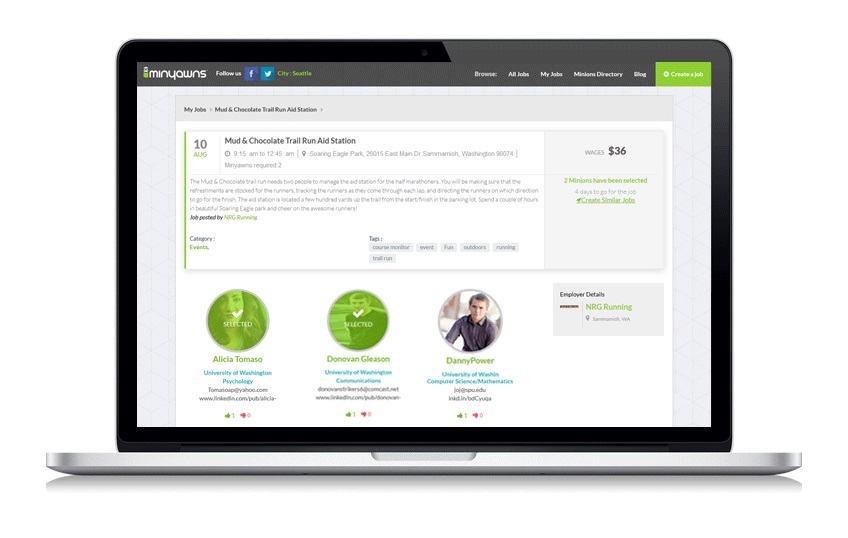 minyawns Follow us City : Seattle Browse: All Jobs My Jobs Minions Directory Blog Create a job
My Jobs > Mud & Chocolate Trail Run Aid Station >
10
AUG
Mud & Chocolate Trail Run Aid Station
9:15 am to 12:45 am | Soaring Eagle Park, 26015 East Main Dr Sammamish, Washington 98074 |
Minyawns required:2
WAGES $36
2 Minions have been selected
4 days to go for the job
Create Similar Jobs
The Mud & Chocolate trail run needs two people to manage the aid station for the half marathoners. You will be making sure that the
refreshments are stocked for the runners, tracking the runners as they come through each lap, and directing the runners on which direction
to go for the finish. The aid station is located a few hundred yards up the trail from the start/finish in the parking lot. Spend a couple of hours
in beautiful Soaring Eagle park and cheer on the awesome runners!
Job posted by NRG Running
Category :
Events,
Tags :
course monitor event Fun outdoors running
trail run
SELECTED
Alicia Tomaso
University of Washington
Psychology
Tomasoap@yahoo.com
www.linkedin.com/pub/alicia-
1 0
SELECTED
Donovan Gleason
University of Washington
Communications
donovanstrikers6@comcast.net
www.linkedin.com/pub/donovan-
1 0
DannyPower
University of Washin
Computer Science/Mathematics
joj@spu.edu
lnkd.in/bdCyuqa
1 0
Employer Details
NRG Running
Sammamish, WA